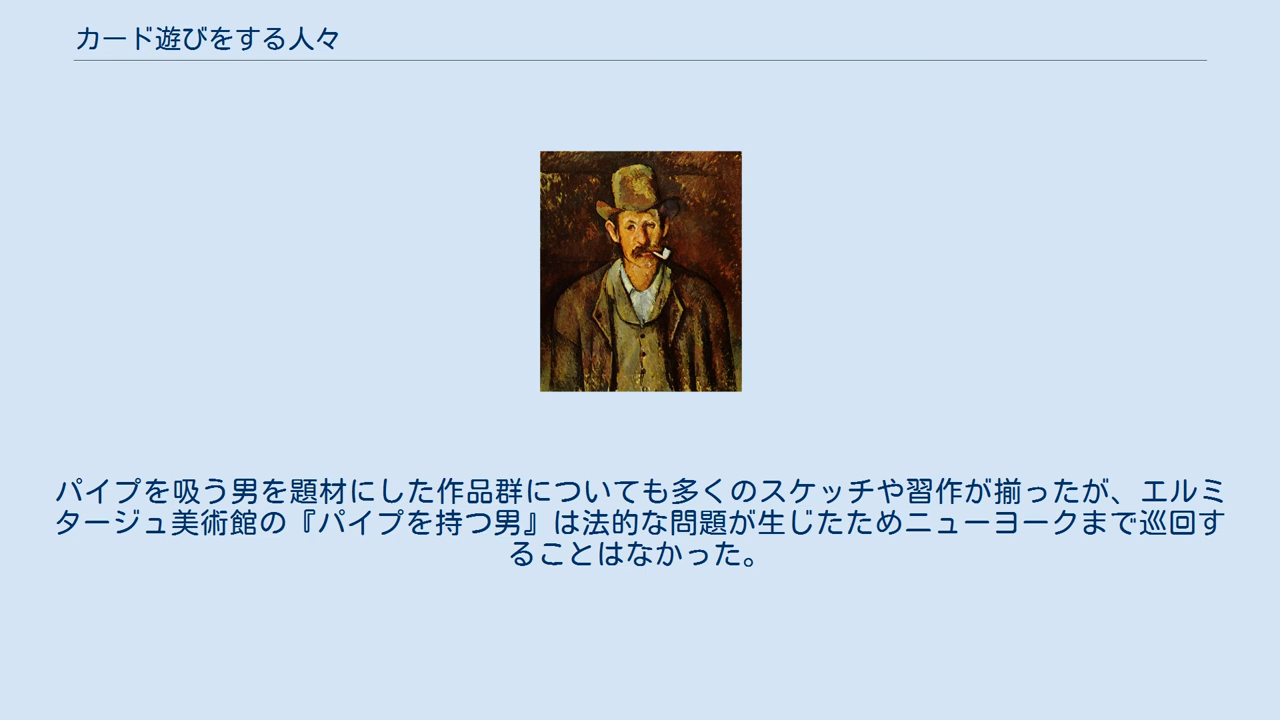 カード遊びをする人々
パイプを吸う男を題材にした作品群についても多くのスケッチや習作が揃ったが、エルミ
タージュ美術館の『パイプを持つ男』は法的な問題が生じたためニューヨークまで巡回す
ることはなかった。